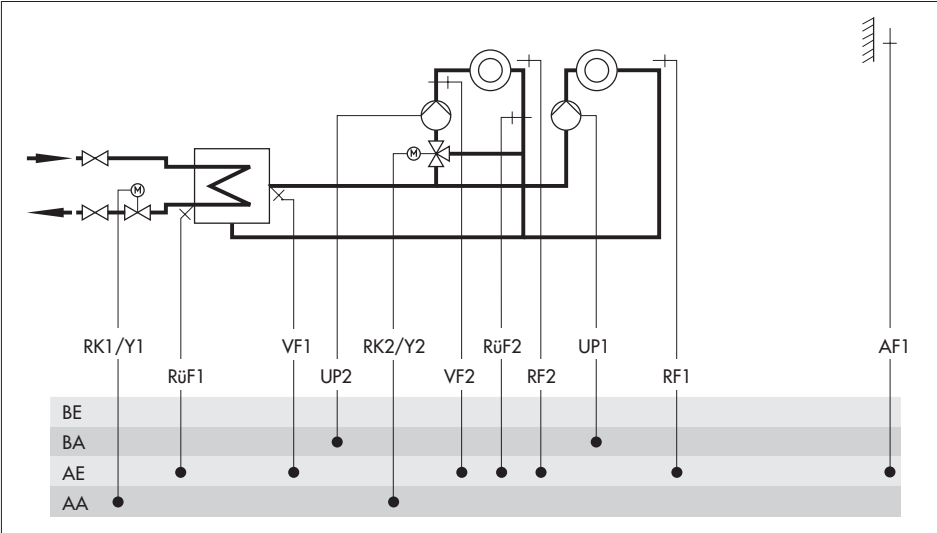 M
M
RK1/Y1 VF1 RK2/Y2 RüF2 UP1 AF1
RüF1 UP2 VF2 RF2 RF1
BE
BA
AE
AA